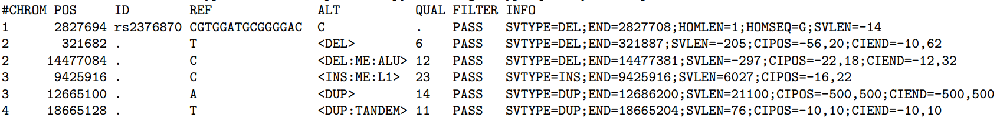 #CHROM POS ID REF ALT QUAL FILTER INFO
1 2827694 rs2376870 CGTGGATGCGGGGAC C . PASS SVTYPE=DEL;END=2827708;HOMLEN=1;HOMSEQ=G;SVLEN=-14
2 321682 . T <DEL> 6 PASS SVTYPE=DEL;END=321887;SVLEN=-205;CIPOS=-56,20;CIEND=-10,62
2 14477084 . C <DEL:ME:ALU> 12 PASS SVTYPE=DEL;END=14477381;SVLEN=-297;CIPOS=-22,18;CIEND=-12,32
3 9425916 . C <INS:ME:L1> 23 PASS SVTYPE=INS;END=9425916;SVLEN=6027;CIPOS=-16,22
3 12665100 . A <DUP> 14 PASS SVTYPE=DUP;END=12686200;SVLEN=21100;CIPOS=-500,500;CIEND=-500,500
4 18665128 . T <DUP:TANDEM> 11 PASS SVTYPE=DUP;END=18665204;SVLEN=76;CIPOS=-10,10;CIEND=-10,10